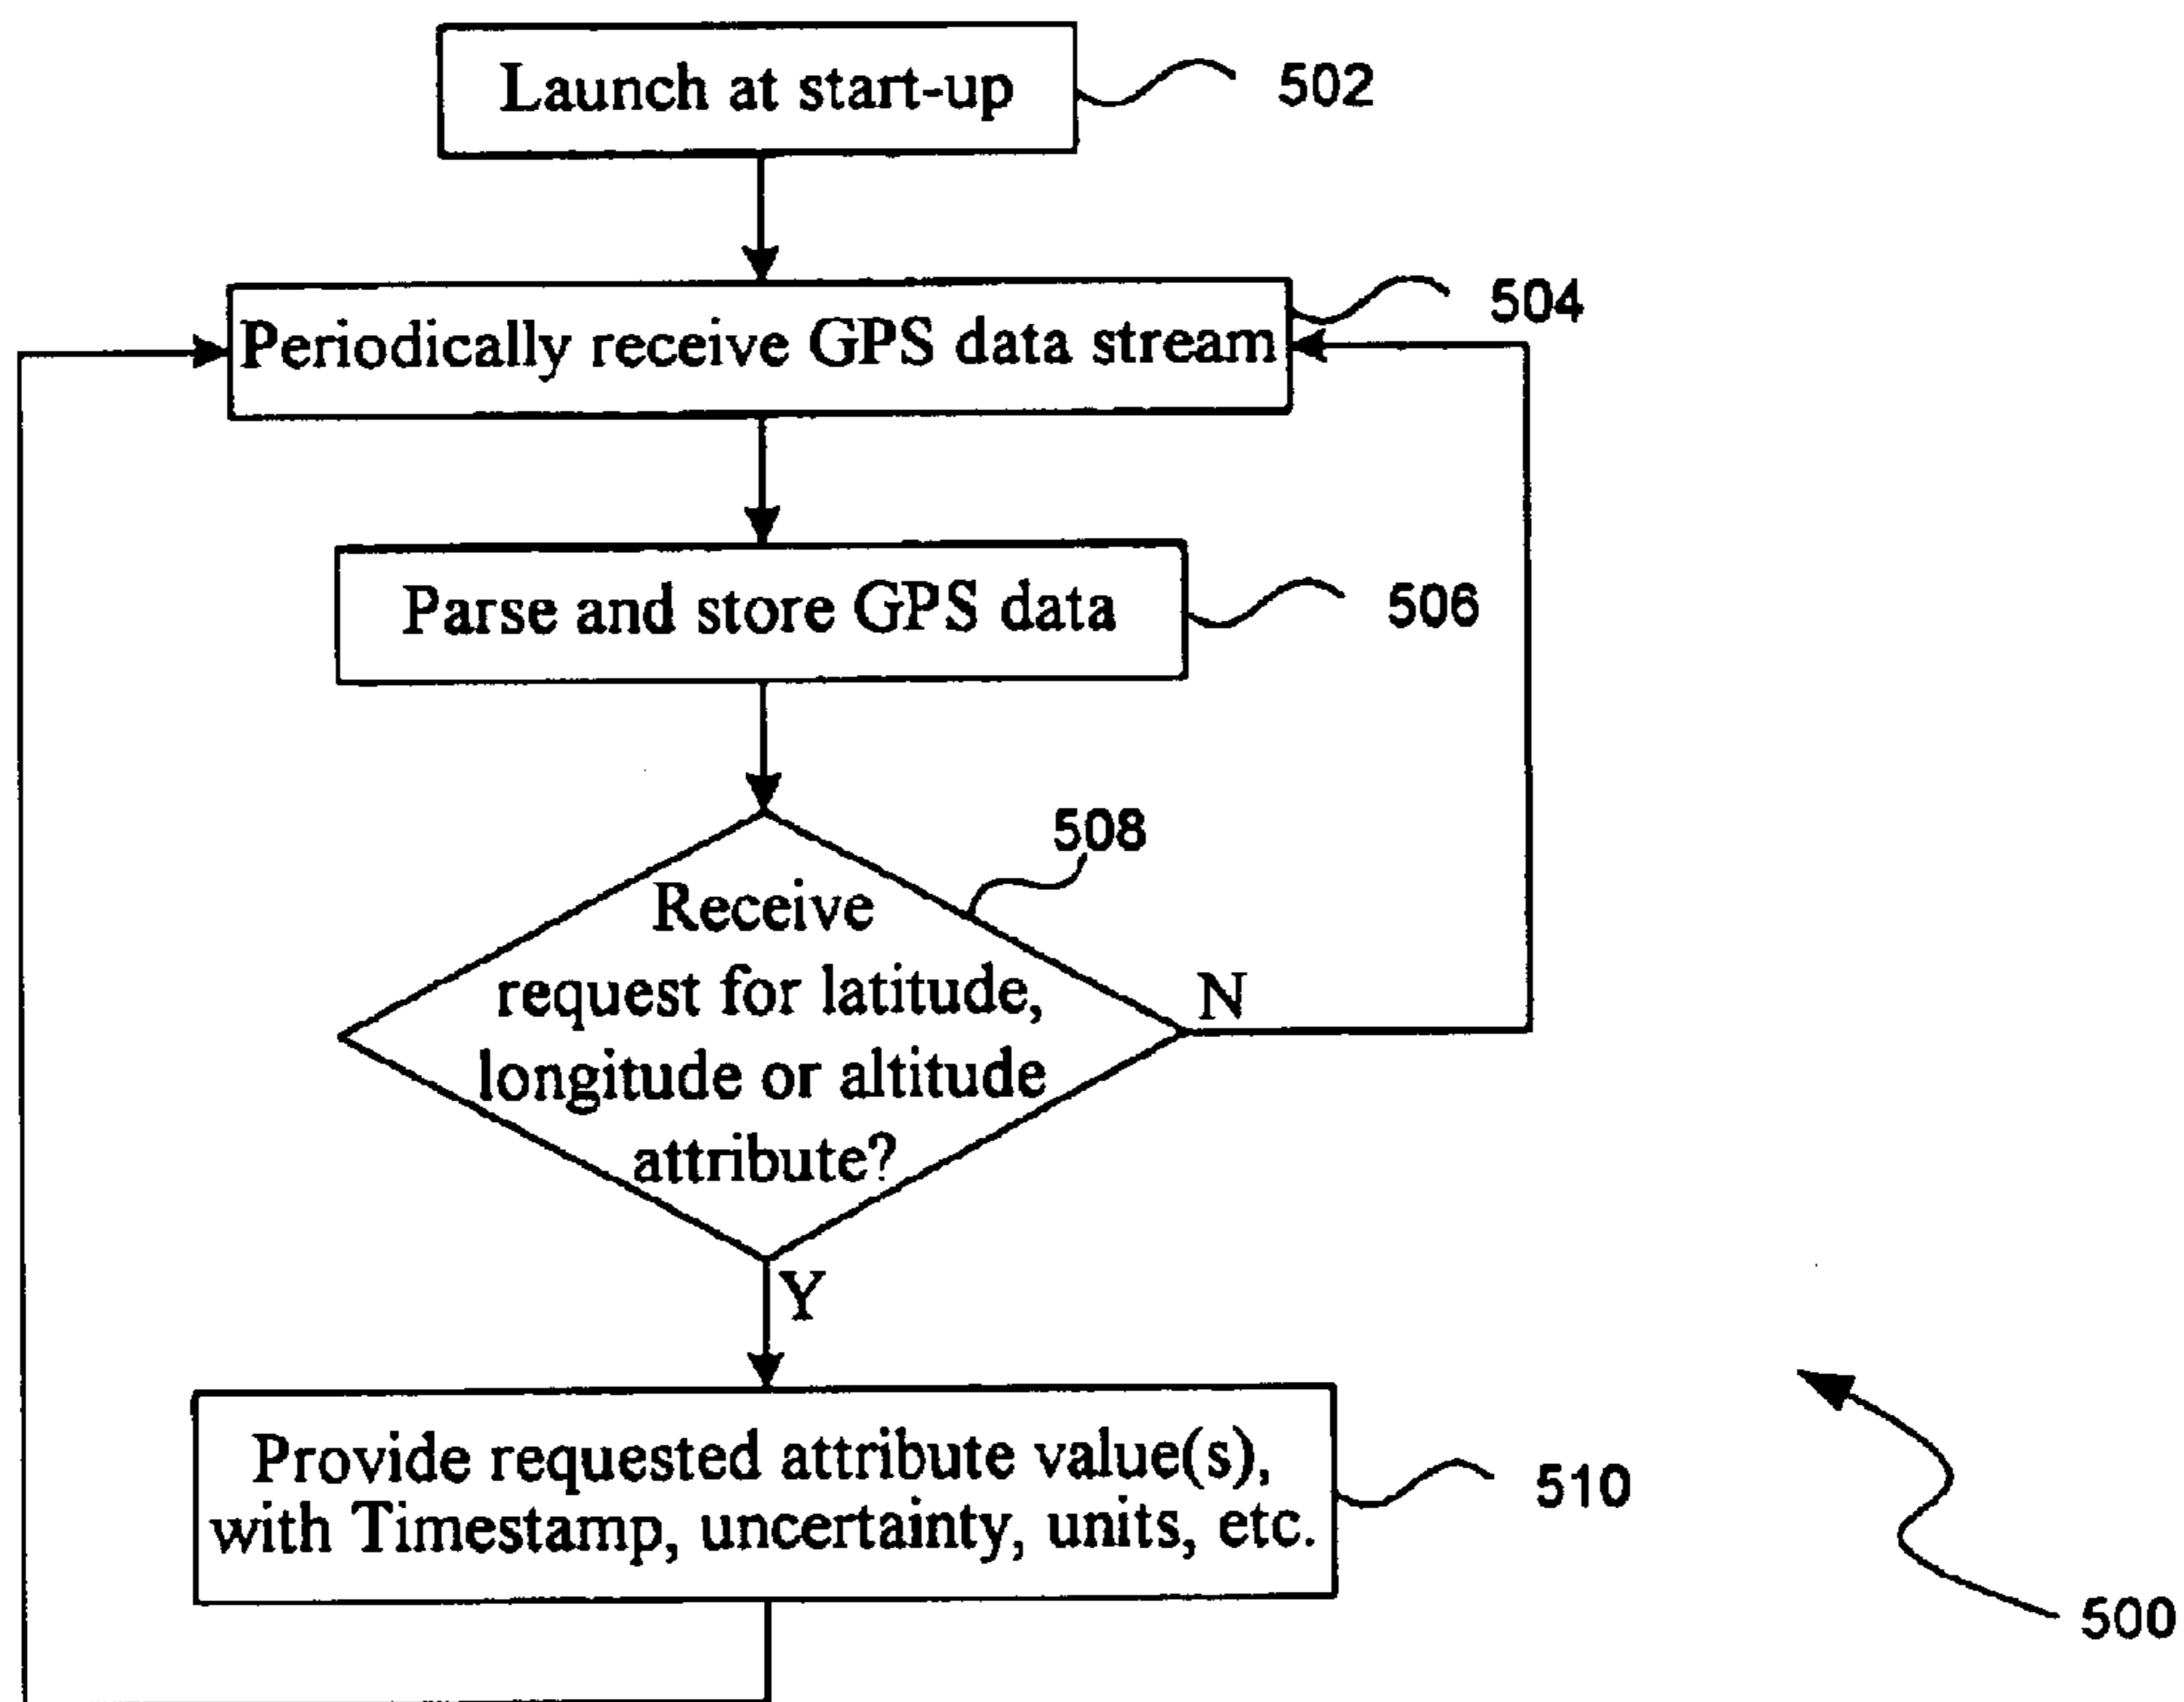 Launch at start-up
502
504
Periodically receive GPS data stream
Parse and store GPS data
506
508
Receive
request for latitude,
longitude or altitude
attribute?
N
Y
Provide requested attribute value(s),
with Timestamp, uncertainty, units, etc.
510
500